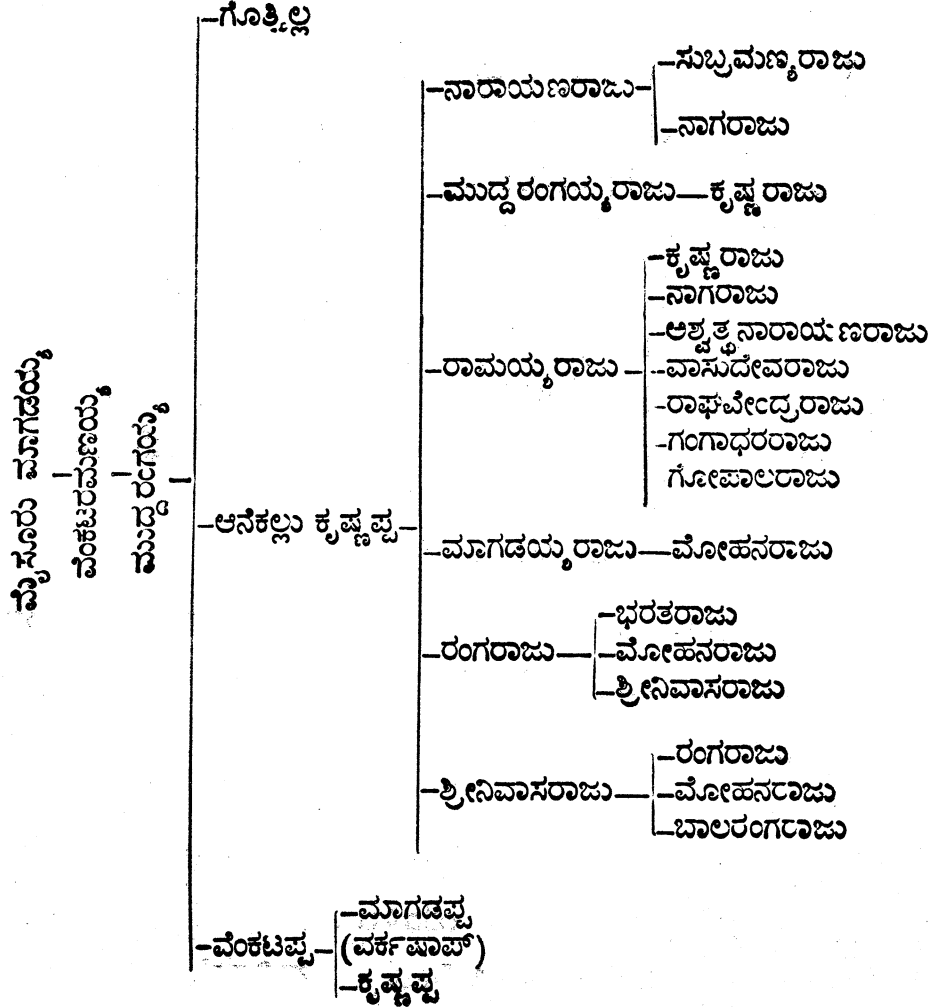 ಮೈಸೂರು ಮಾಗಡಯ್ಯ
ವೆಂಕಟರಮಣಯ್ಯ
ಮುದ್ದರಂಗಯ್ಯ
ಗೊತ್ತಿಲ್ಲ
ಆನೆಕಲ್ಲು ಕೃಷ್ಣಪ್ಪ
ನಾರಾಯಣರಾಜು
ಸುಬ್ರಮಣ್ಯರಾಜು
ನಾಗರಾಜು
ಮುದ್ದರಂಗಯ್ಯರಾಜು
ಕೃಷ್ಣರಾಜು
ರಾಮಯ್ಯರಾಜು
ಕೃಷ್ಣರಾಜು
ನಾಗರಾಜು
ಅಶ್ವತ್ಥನಾರಾಯಣರಾಜು
ವಾಸುದೇವರಾಜು
ರಾಘವೇಂದ್ರರಾಜು
ಗಂಗಾಧರರಾಜು
ಗೋಪಾಲರಾಜು
ಮಾಗಡಯ್ಯರಾಜು
ಮೋಹನರಾಜು
ರಂಗರಾಜು
ಭರತರಾಜು
ಮೋಹನರಾಜು
ಶ್ರೀನಿವಾಸರಾಜು
ಶ್ರೀನಿವಾಸರಾಜು
ರಂಗರಾಜು
ಮೋಹನರಾಜು
ಬಾಲರಂಗರಾಜು
ವೆಂಕಟಪ್ಪ
ಮಾಗಡಪ್ಪ
(ವರ್ಕಷಾಪ್)
ಕೃಷ್ಣಪ್ಪ